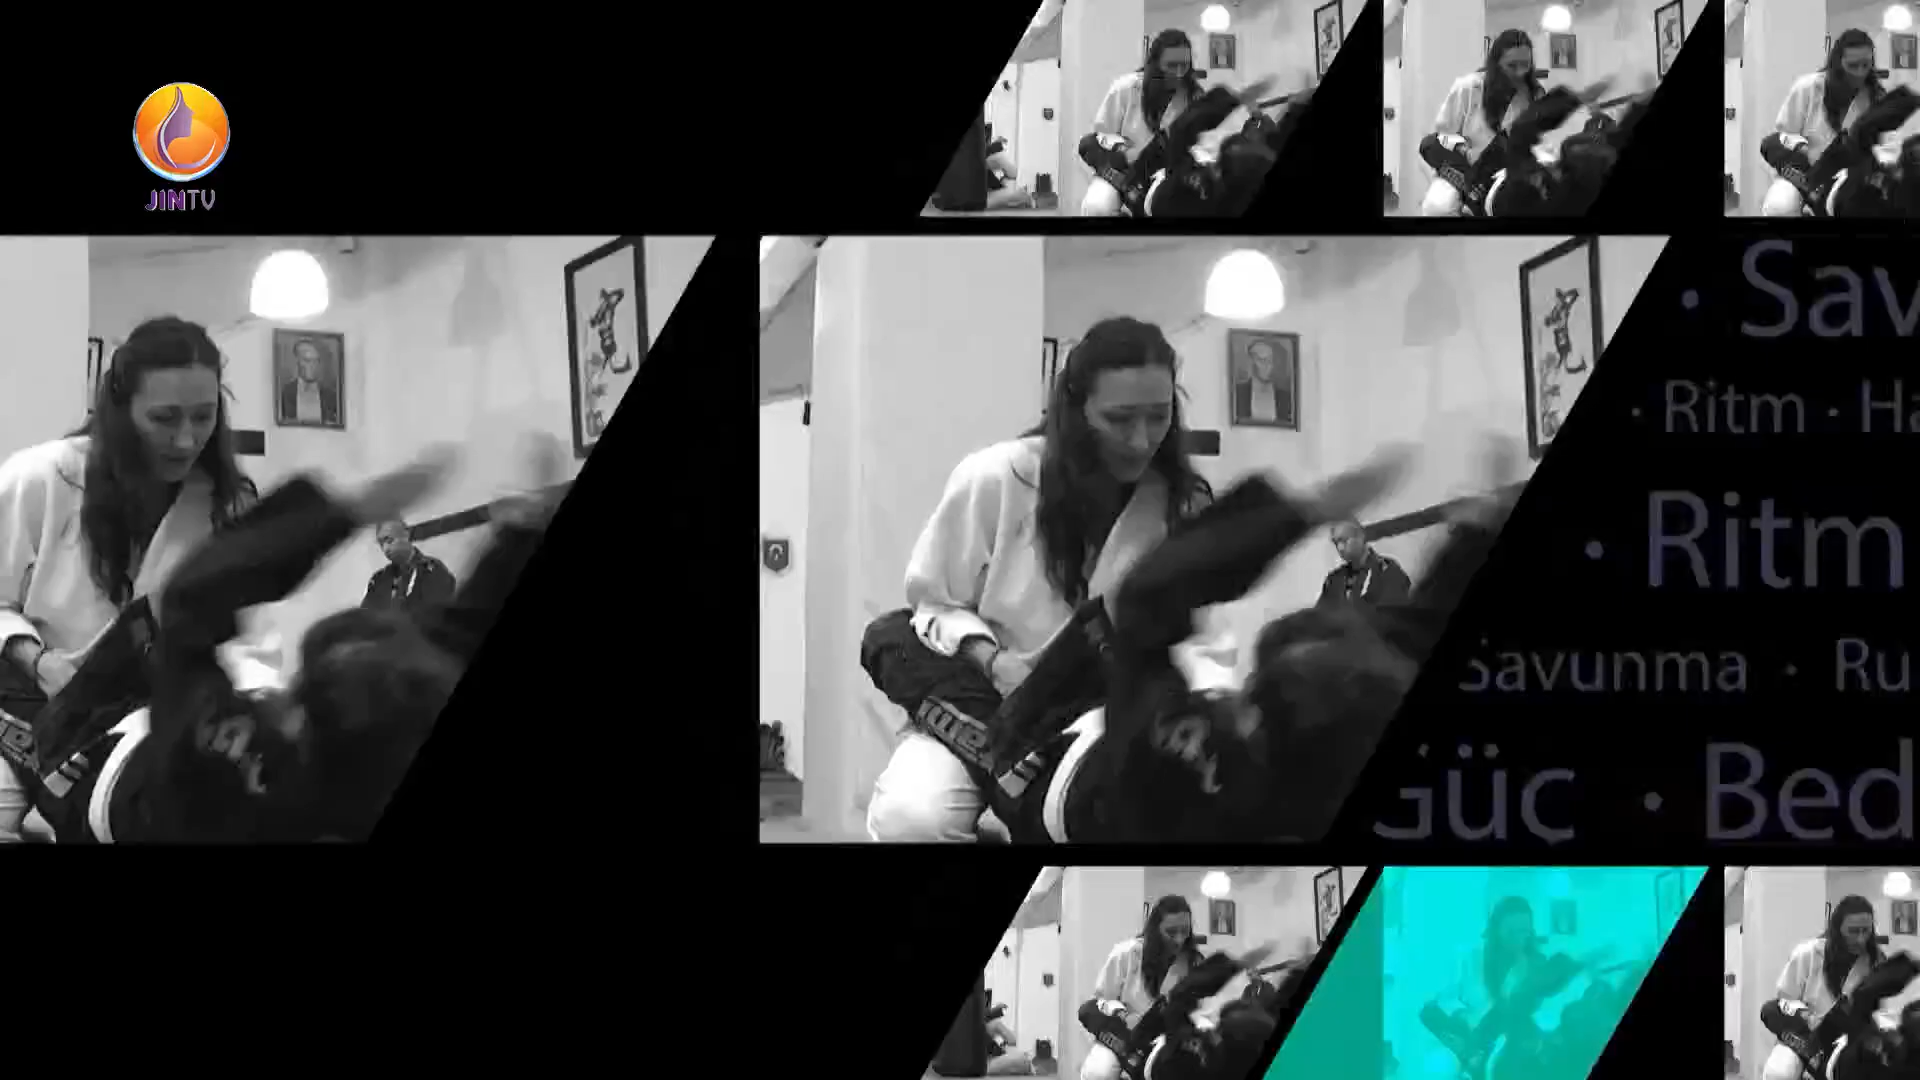 JINTV
· Sav
· Ritm · Ha
· Ritm
Savunma · Ru
Güç · Bed